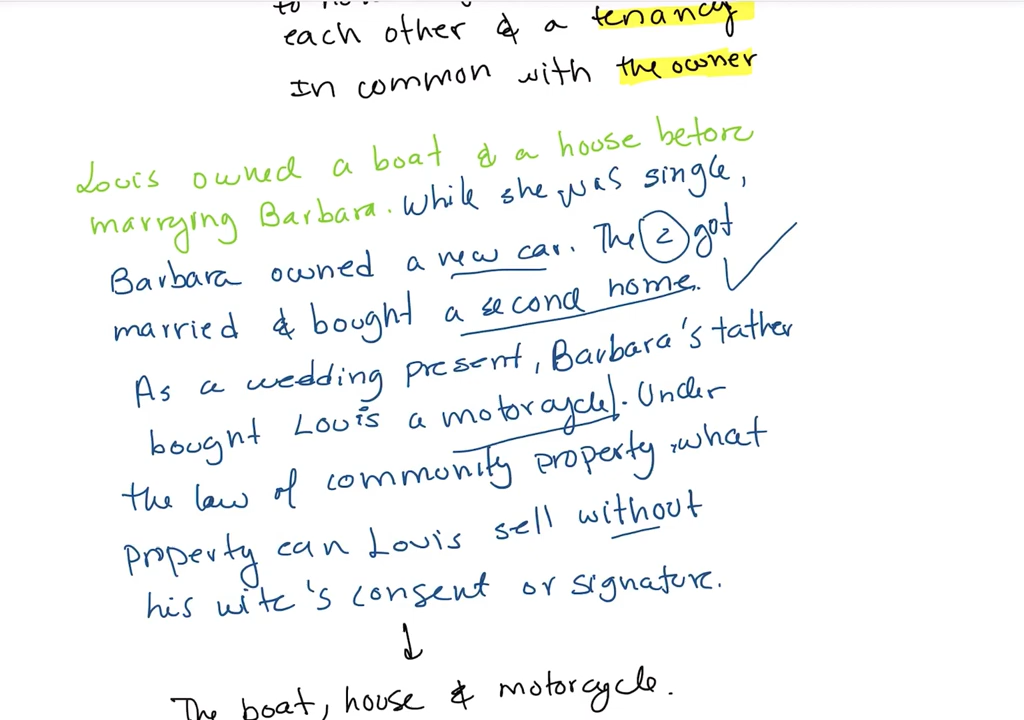 each other & a tenancy
In common with the owner
Louis owned a boat & a house before
marrying Barbara. While she was single,
Barbara owned a new car. The 2 got
married & bought a second home.
As a wedding present, Barbara's father
bought Louis a motorcycle. Under
the law of community property, what
property can Louis sell without
his wife's consent or signature.
The boat, house & motorcycle.